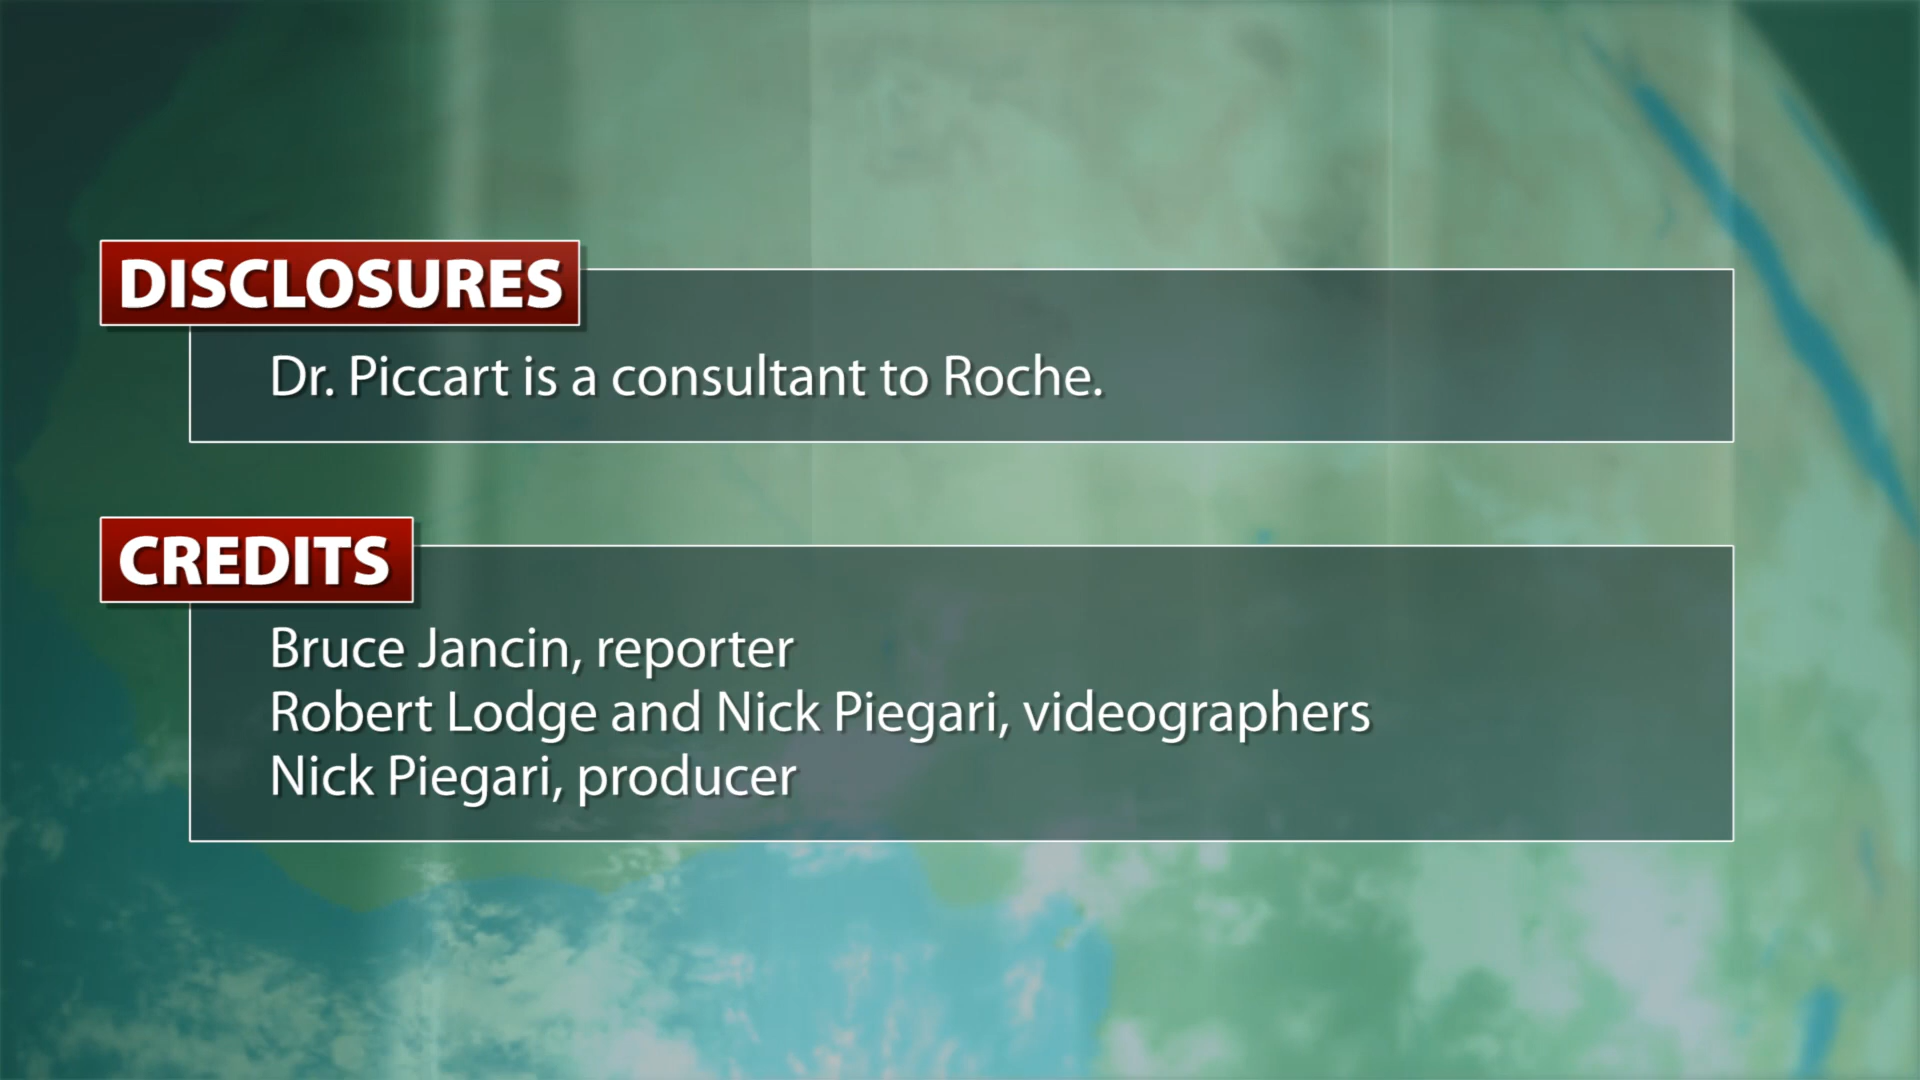 DISCLOSURES
Dr. Piccart is a consultant to Roche.
CREDITS
Bruce Jancin, reporter
Robert Lodge and Nick Piegari, videographers
Nick Piegari, producer